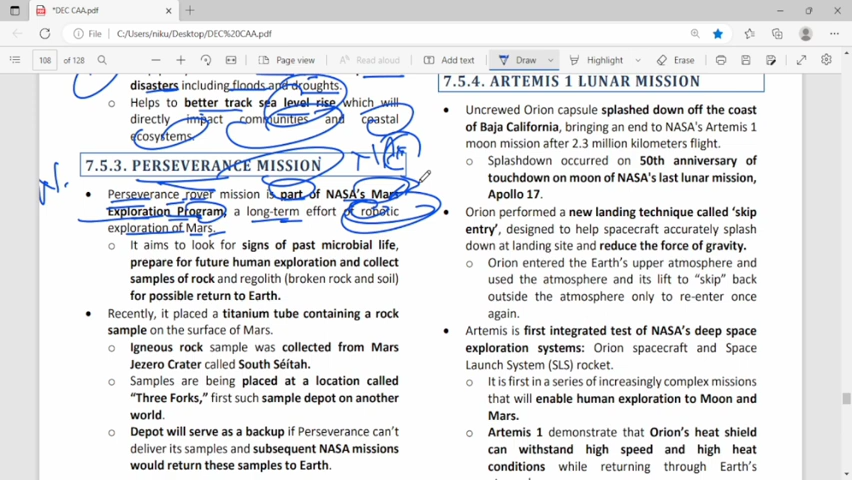 *DEC CAA.pdf
File
C:/Users/niku/Desktop/DEC%20CAA.pdf
108 of 128
Page view
Read aloud
Add text
Draw
Highlight
Erase
disasters including floods and droughts.
o Helps to better track sea level rise which will
directly impact communities and coastal
ecosystems.
7.5.3. PERSEVERANCE MISSION
• Perseverance rover mission is part of NASA's Mars
Exploration Program, a long-term effort of robotic
exploration of Mars.
o It aims to look for signs of past microbial life,
prepare for future human exploration and collect
samples of rock and regolith (broken rock and soil)
for possible return to Earth.
• Recently, it placed a titanium tube containing a rock
sample on the surface of Mars.
o Igneous rock sample was collected from Mars
Jezero Crater called South Séítah.
o Samples are being placed at a location called
“Three Forks,” first such sample depot on another
world.
o Depot will serve as a backup if Perseverance can’t
deliver its samples and subsequent NASA missions
would return these samples to Earth.
7.5.4. ARTEMIS 1 LUNAR MISSION
• Uncrewed Orion capsule splashed down off the coast
of Baja California, bringing an end to NASA's Artemis 1
moon mission after 2.3 million kilometers flight.
o Splashdown occurred on 50th anniversary of
touchdown on moon of NASA's last lunar mission,
Apollo 17.
• Orion performed a new landing technique called ‘skip
entry’, designed to help spacecraft accurately splash
down at landing site and reduce the force of gravity.
o Orion entered the Earth’s upper atmosphere and
used the atmosphere and its lift to “skip” back
outside the atmosphere only to re-enter once
again.
• Artemis is first integrated test of NASA’s deep space
exploration systems: Orion spacecraft and Space
Launch System (SLS) rocket.
o It is first in a series of increasingly complex missions
that will enable human exploration to Moon and
Mars.
o Artemis 1 demonstrate that Orion’s heat shield
can withstand high speed and high heat
conditions while returning through Earth’s